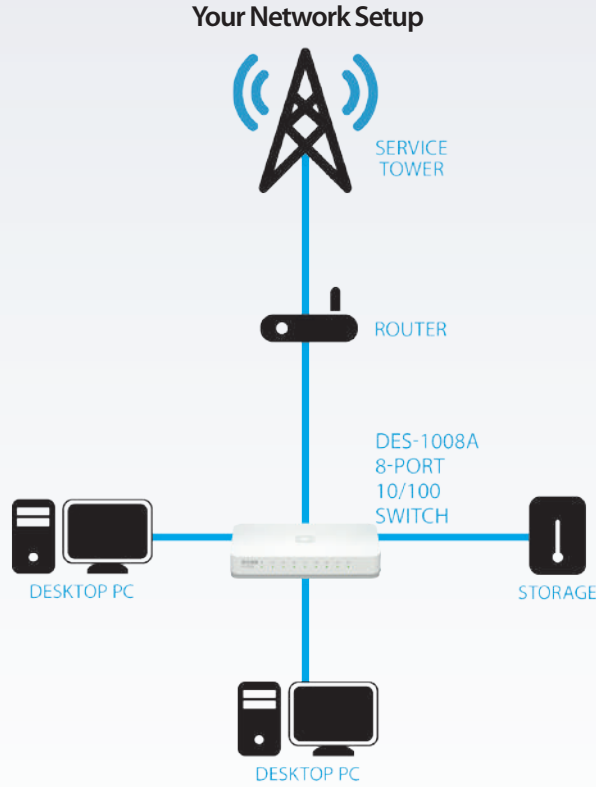 Your Network Setup
SERVICE
TOWER
ROUTER
DES-1008A
8-PORT
10/100
SWITCH
DESKTOP PC
STORAGE
DESKTOP PC